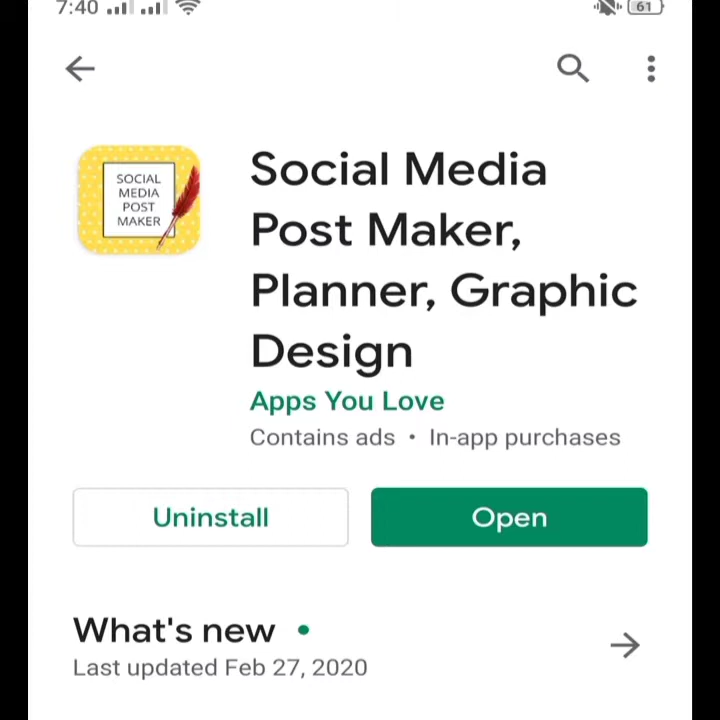 7:40
61
SOCIAL
MEDIA
POST
MAKER
Social Media
Post Maker,
Planner, Graphic
Design
Apps You Love
Contains ads • In-app purchases
Uninstall
Open
What's new •
Last updated Feb 27, 2020